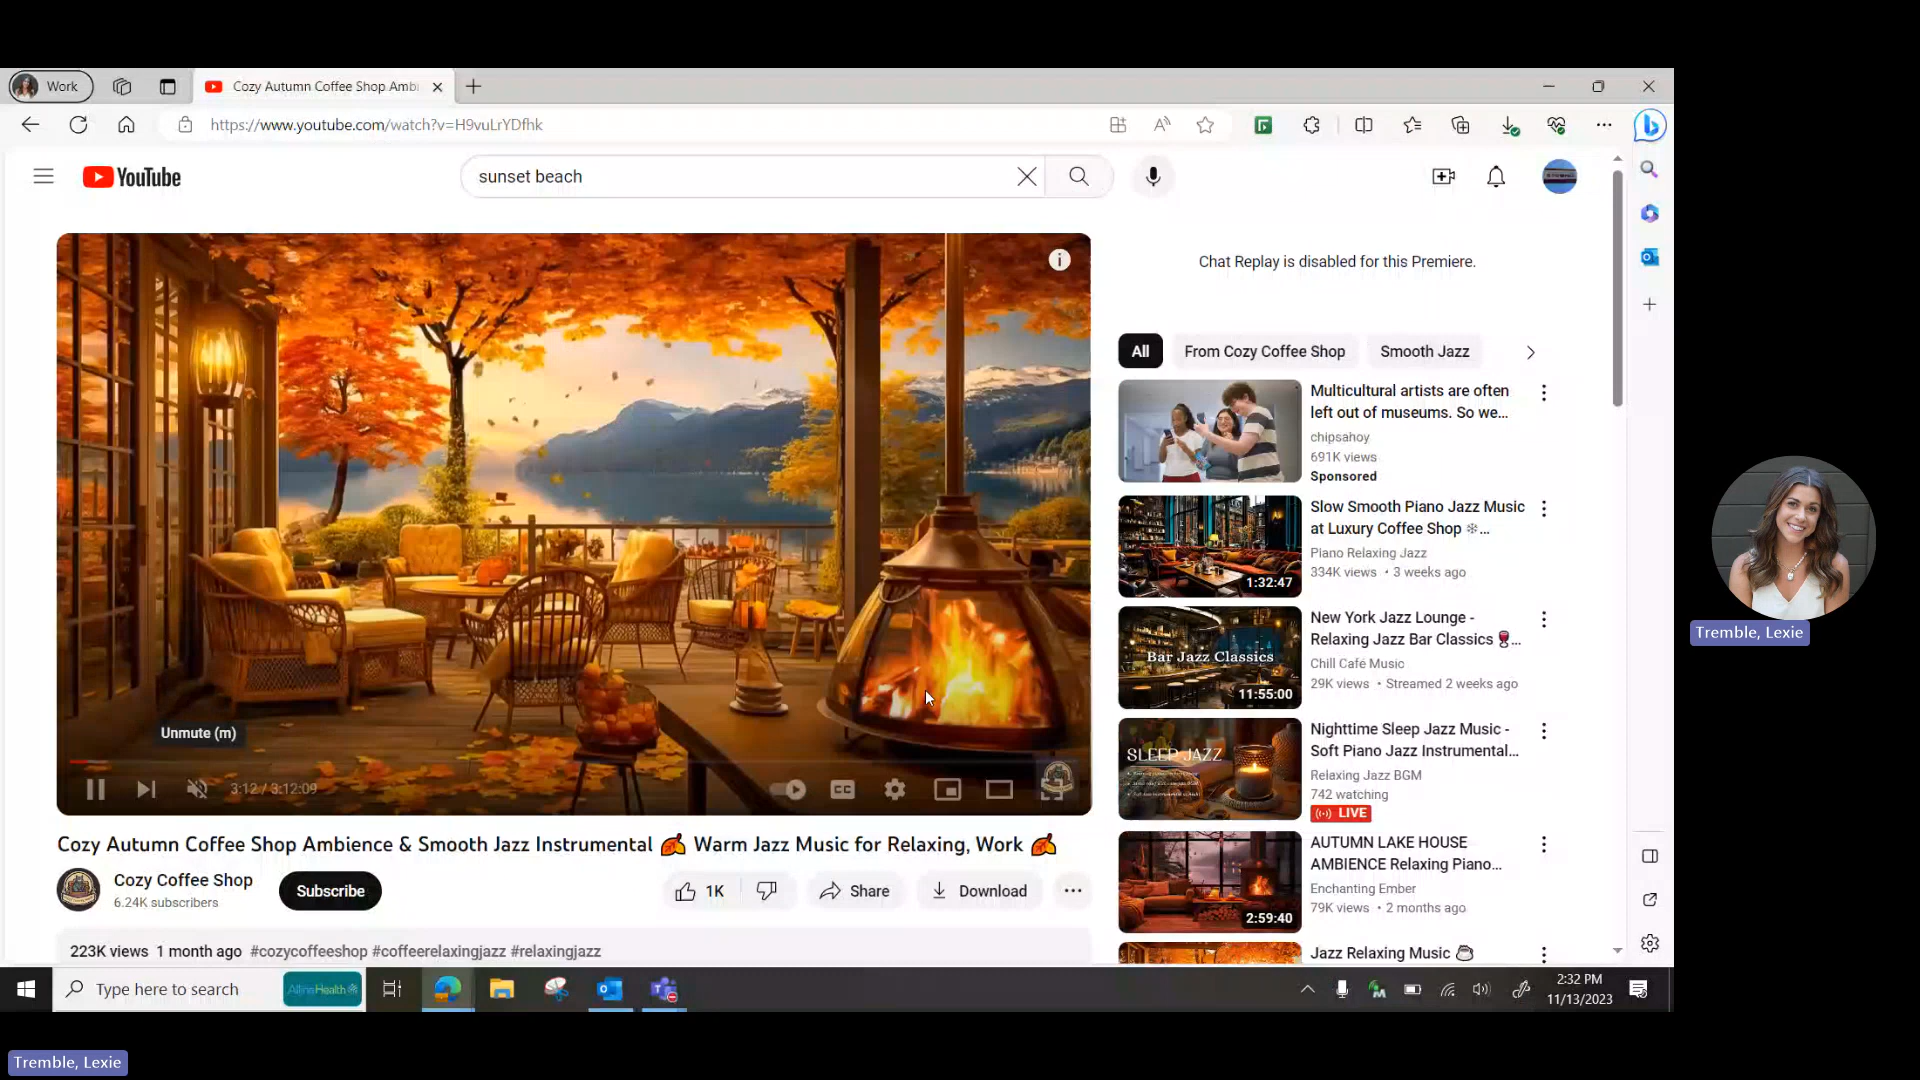 Work
Cozy Autumn Coffee Shop Ambi
https://www.youtube.com/watch?v=H9vuLrYDfhk
YouTube
sunset beach
Chat Replay is disabled for this Premiere.
All
From Cozy Coffee Shop
Smooth Jazz
Multicultural artists are often
left out of museums. So we...
chipsahoy
691K views
Sponsored
Slow Smooth Piano Jazz Music
at Luxury Coffee Shop ❄...
Piano Relaxing Jazz
334K views • 3 weeks ago
1:32:47
New York Jazz Lounge -
Relaxing Jazz Bar Classics 🍷...
Chill Café Music
29K views • Streamed 2 weeks ago
Bar Jazz Classics
11:55:00
Nighttime Sleep Jazz Music -
Soft Piano Jazz Instrumental...
Relaxing Jazz BGM
742 watching
LIVE
SLEEP JAZZ
AUTUMN LAKE HOUSE
AMBIENCE Relaxing Piano...
Enchanting Ember
79K views • 2 months ago
2:59:40
Jazz Relaxing Music ☕
Unmute (m)
3:12 / 3:12:09
CC
Cozy Autumn Coffee Shop Ambience & Smooth Jazz Instrumental 🍂 Warm Jazz Music for Relaxing, Work 🍂
Cozy Coffee Shop
6.24K subscribers
Subscribe
1K
Share
Download
223K views 1 month ago #cozycoffeeshop #coffeerelaxingjazz #relaxingjazz
Type here to search
2:32 PM
11/13/2023
Tremble, Lexie
Tremble, Lexie